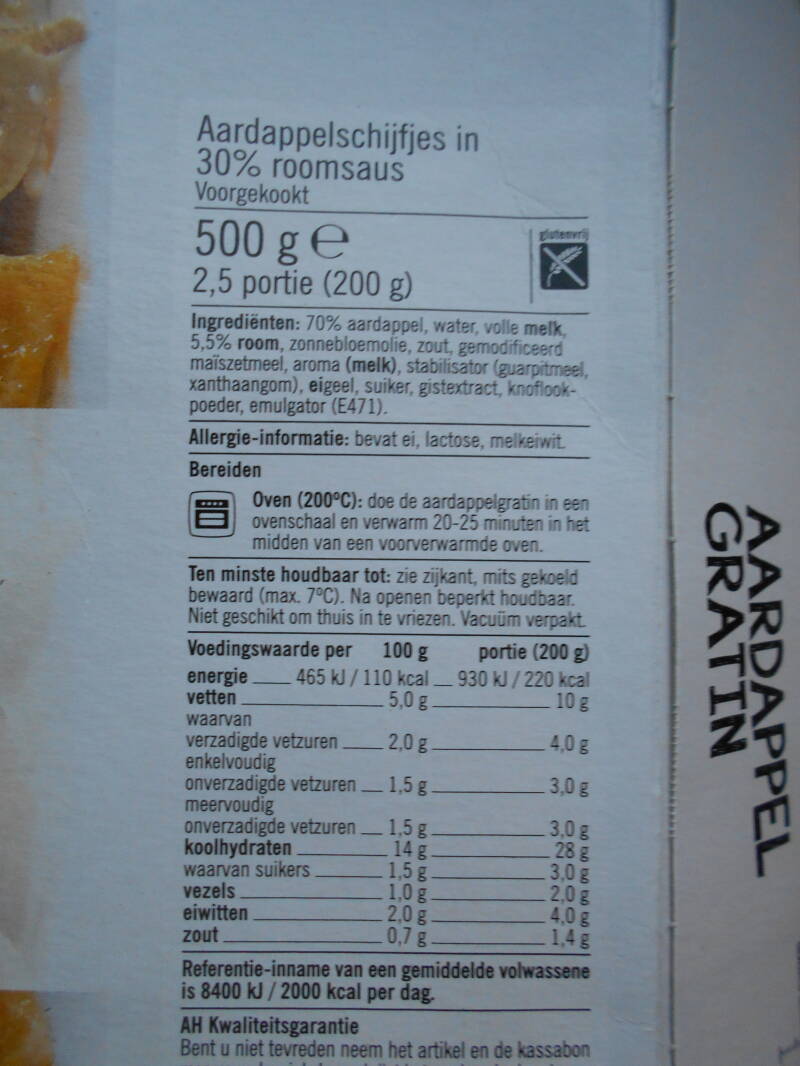 Aardappelschijfjes in
30% roomsaus
Voorgekookt
500 g e
2,5 portie (200 g)
glutenvrij
Ingrediënten: 70% aardappel, water, volle melk,
5,5% room, zonnebloemolie, zout, gemodificeerd
maïszetmeel, aroma (melk), stabilisator (guarpitmeel,
xanthaangom), eigeel, suiker, gistextract, knoflook-
poeder, emulgator (E471).
Allergie-informatie: bevat ei, lactose, melkeiwit.
Bereiden
Oven (200°C): doe de aardappelgratin in een
ovenschaal en verwarm 20-25 minuten in het
midden van een voorverwarmde oven.
Ten minste houdbaar tot: zie zijkant, mits gekoeld
bewaard (max. 7°C). Na openen beperkt houdbaar.
Niet geschikt om thuis in te vriezen. Vacuüm verpakt.
Voedingswaarde per 100 g portie (200 g)
energie 465 kJ / 110 kcal 930 kJ / 220 kcal
vetten 5,0 g 10 g
waarvan
verzadigde vetzuren 2,0 g 4,0 g
enkelvoudig
onverzadigde vetzuren 1,5 g 3,0 g
meervoudig
onverzadigde vetzuren 1,5 g 3,0 g
koolhydraten 14 g 28 g
waarvan suikers 1,5 g 3,0 g
vezels 1,0 g 2,0 g
eiwitten 2,0 g 4,0 g
zout 0,7 g 1,4 g
Referentie-inname van een gemiddelde volwassene
is 8400 kJ / 2000 kcal per dag.
AH Kwaliteitsgarantie
Bent u niet tevreden neem het artikel en de kassabon
AARDAPPEL
GRATIN